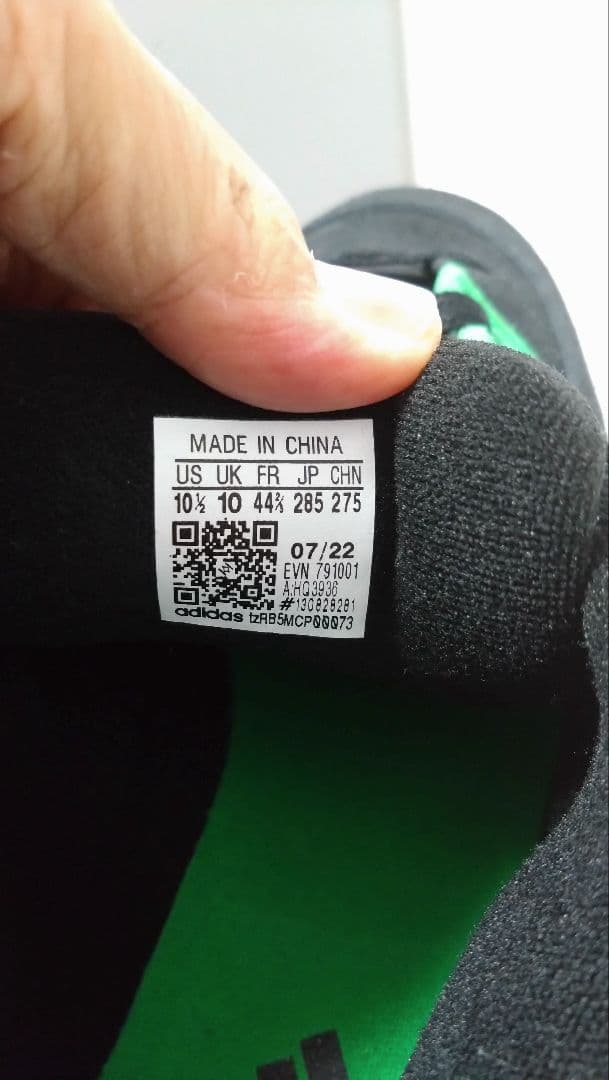 MADE IN CHINA
US UK FR JP CHN
10½ 10 44⅔ 285 275
07/22
EVN 791001
A:HQ3936
#130828281
adidas tzRB5MCP00073